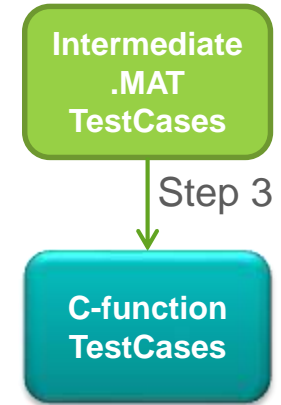 Intermediate
.MAT
TestCases
Step 3
C-function
TestCases